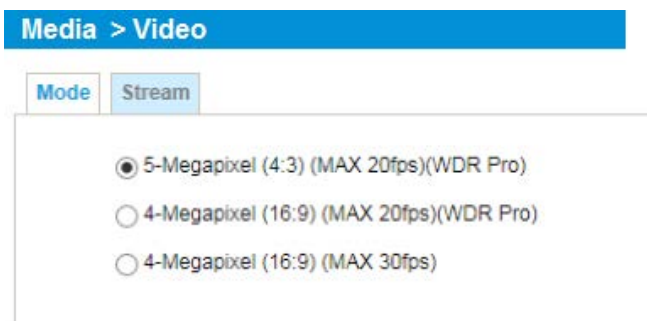 Media > Video
Mode Stream
5-Megapixel (4:3) (MAX 20fps)(WDR Pro)
4-Megapixel (16:9) (MAX 20fps)(WDR Pro)
4-Megapixel (16:9) (MAX 30fps)